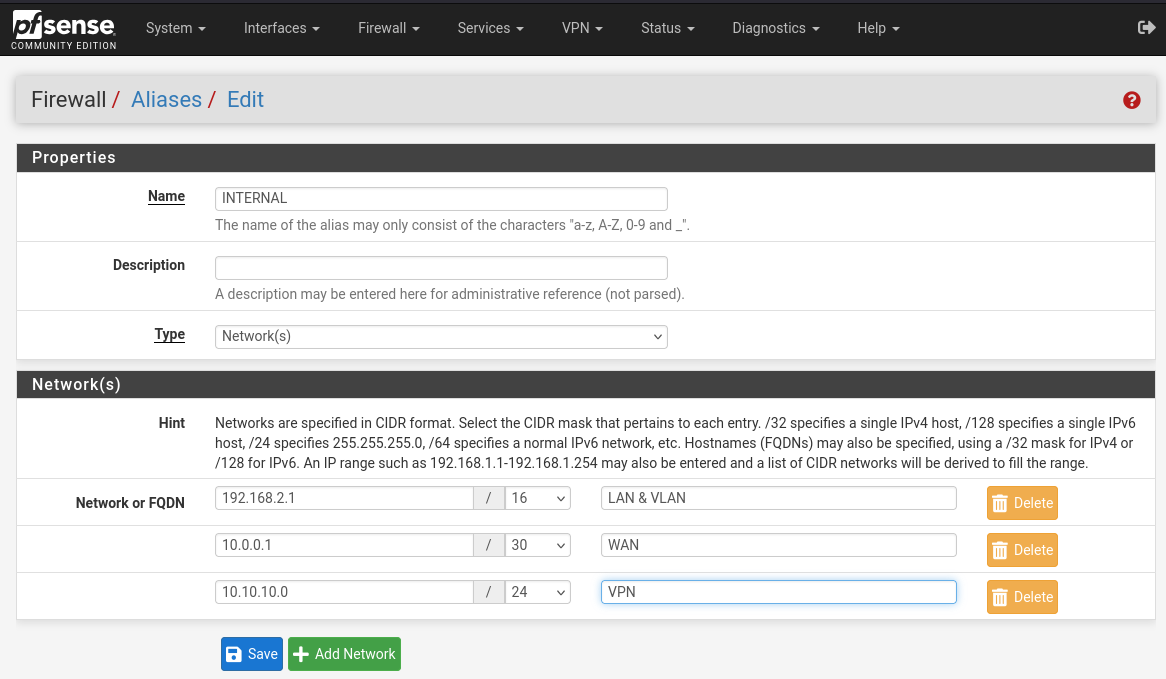 pfsense
COMMUNITY EDITION
System Interfaces Firewall Services VPN Status Diagnostics Help
Firewall / Aliases / Edit
?
Properties
Name INTERNAL
The name of the alias may only consist of the characters "a-z, A-Z, 0-9 and _".
Description
A description may be entered here for administrative reference (not parsed).
Type Network(s)
Network(s)
Hint Networks are specified in CIDR format. Select the CIDR mask that pertains to each entry. /32 specifies a single IPv4 host, /128 specifies a single IPv6
host, /24 specifies 255.255.255.0, /64 specifies a normal IPv6 network, etc. Hostnames (FQDNs) may also be specified, using a /32 mask for IPv4 or
/128 for IPv6. An IP range such as 192.168.1.1-192.168.1.254 may also be entered and a list of CIDR networks will be derived to fill the range.
Network or FQDN 192.168.2.1 / 16 LAN & VLAN Delete
10.0.0.1 / 30 WAN Delete
10.10.10.0 / 24 VPN Delete
Save Add Network